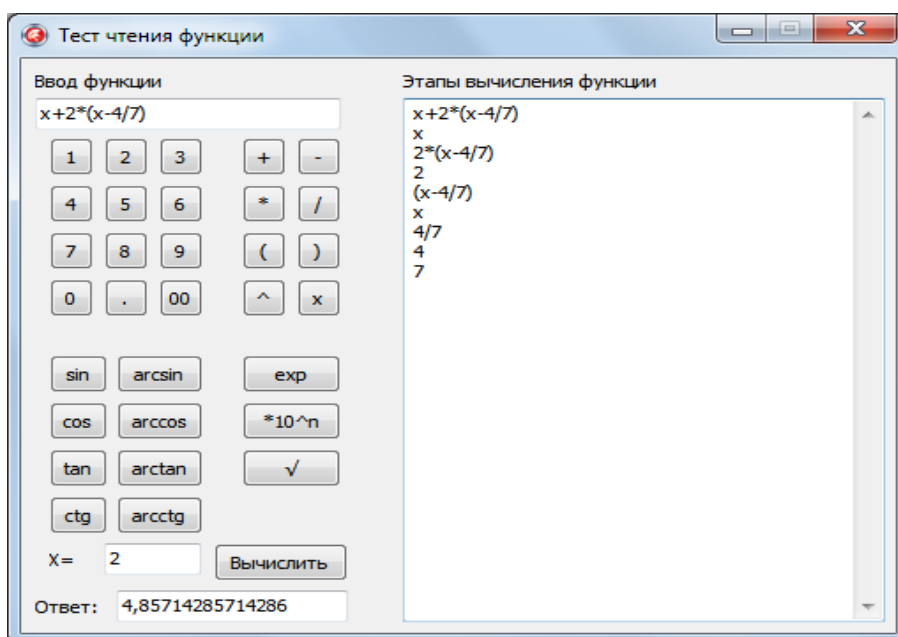 Тест чтения функции
Ввод функции
x+2*(x-4/7)
1 2 3 + -
4 5 6 * /
7 8 9 ( )
0 . 00 ^ x
sin arcsin exp
cos arccos *10^n
tan arctan √
ctg arcctg
X= 2 Вычислить
Ответ: 4,85714285714286
Этапы вычисления функции
x+2*(x-4/7)
x
2*(x-4/7)
2
(x-4/7)
x
4/7
4
7